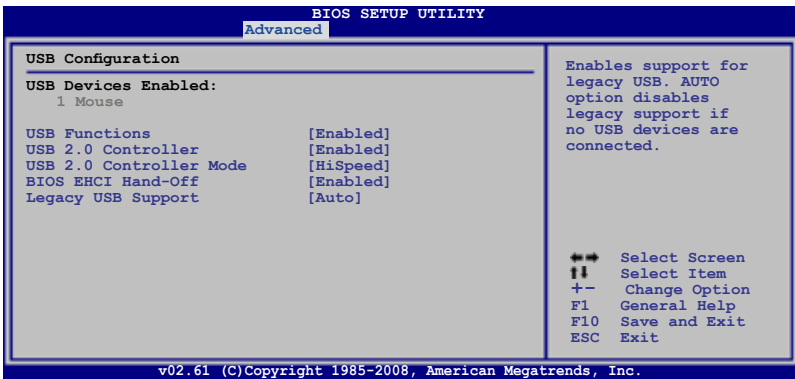 BIOS SETUP UTILITY
Advanced
USB Configuration
USB Devices Enabled:
1 Mouse
USB Functions [Enabled]
USB 2.0 Controller [Enabled]
USB 2.0 Controller Mode [HiSpeed]
BIOS EHCI Hand-Off [Enabled]
Legacy USB Support [Auto]
Enables support for
legacy USB. AUTO
option disables
legacy support if
no USB devices are
connected.
←→ Select Screen
↑↓ Select Item
+- Change Option
F1 General Help
F10 Save and Exit
ESC Exit
v02.61 (C)Copyright 1985-2008, American Megatrends, Inc.